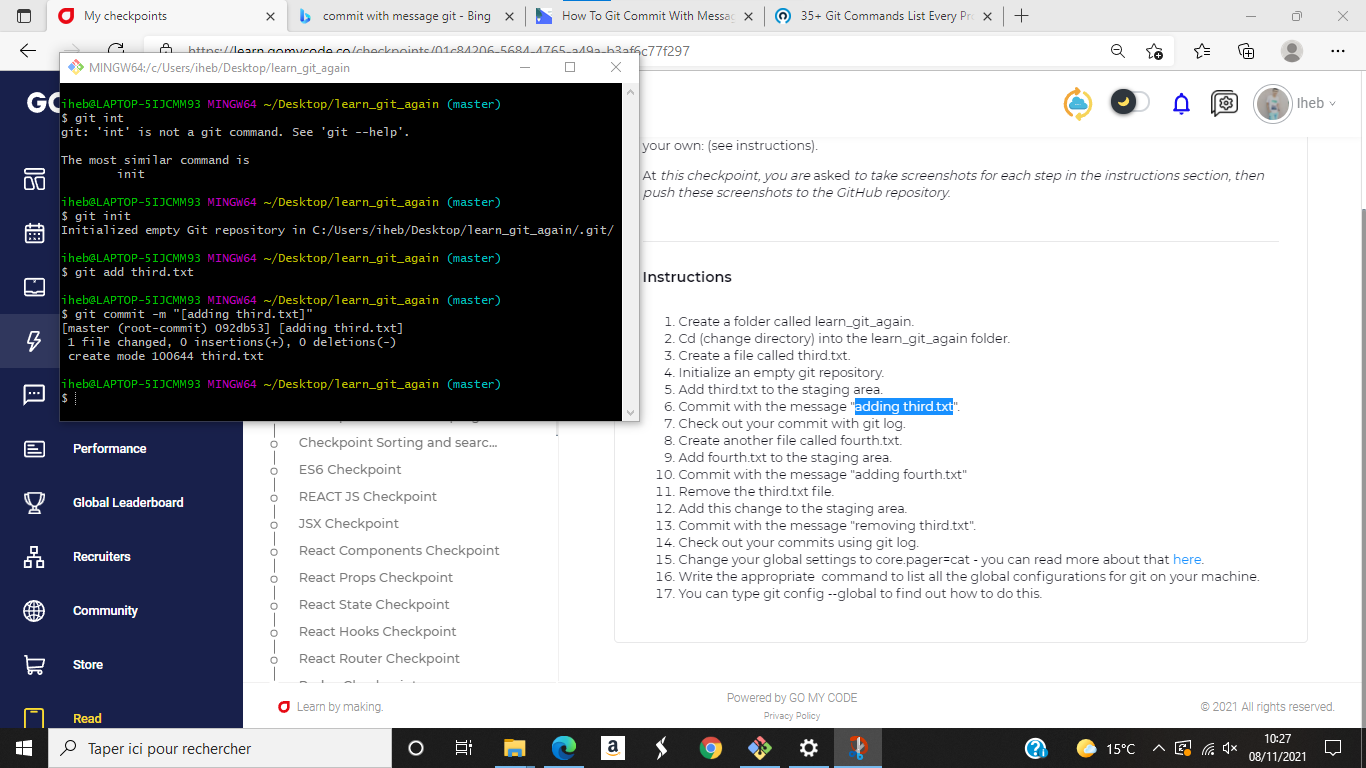 My checkpoints
commit with message git - Bing
How To Git Commit With Messag
35+ Git Commands List Every Pro
https://learn.gomycode.co/checkpoints/01c84206-5684-4765-a49a-b3af6c77f297
MINGW64:/c/Users/iheb/Desktop/learn_git_again
iheb@LAPTOP-5IJCMM93 MINGW64 ~/Desktop/learn_git_again (master)
$ git int
git: 'int' is not a git command. See 'git --help'.
The most similar command is
init
iheb@LAPTOP-5IJCMM93 MINGW64 ~/Desktop/learn_git_again (master)
$ git init
Initialized empty Git repository in C:/Users/iheb/Desktop/learn_git_again/.git/
iheb@LAPTOP-5IJCMM93 MINGW64 ~/Desktop/learn_git_again (master)
$ git add third.txt
iheb@LAPTOP-5IJCMM93 MINGW64 ~/Desktop/learn_git_again (master)
$ git commit -m "[adding third.txt]"
[master (root-commit) 092db53] [adding third.txt]
1 file changed, 0 insertions(+), 0 deletions(-)
create mode 100644 third.txt
iheb@LAPTOP-5IJCMM93 MINGW64 ~/Desktop/learn_git_again (master)
$
GO
Iheb
your own: (see instructions).
At this checkpoint, you are asked to take screenshots for each step in the instructions section, then
push these screenshots to the GitHub repository.
Instructions
1. Create a folder called learn_git_again.
2. Cd (change directory) into the learn_git_again folder.
3. Create a file called third.txt.
4. Initialize an empty git repository.
5. Add third.txt to the staging area.
6. Commit with the message "adding third.txt".
7. Check out your commit with git log.
8. Create another file called fourth.txt.
9. Add fourth.txt to the staging area.
10. Commit with the message "adding fourth.txt"
11. Remove the third.txt file.
12. Add this change to the staging area.
13. Commit with the message "removing third.txt".
14. Check out your commits using git log.
15. Change your global settings to core.pager=cat - you can read more about that here.
16. Write the appropriate command to list all the global configurations for git on your machine.
17. You can type git config --global to find out how to do this.
Performance
Global Leaderboard
Recruiters
Community
Store
Read
Checkpoint Sorting and searc...
ES6 Checkpoint
REACT JS Checkpoint
JSX Checkpoint
React Components Checkpoint
React Props Checkpoint
React State Checkpoint
React Hooks Checkpoint
React Router Checkpoint
Learn by making.
Powered by GO MY CODE
Privacy Policy
© 2021 All rights reserved.
Taper ici pour rechercher
15°C
10:27
08/11/2021